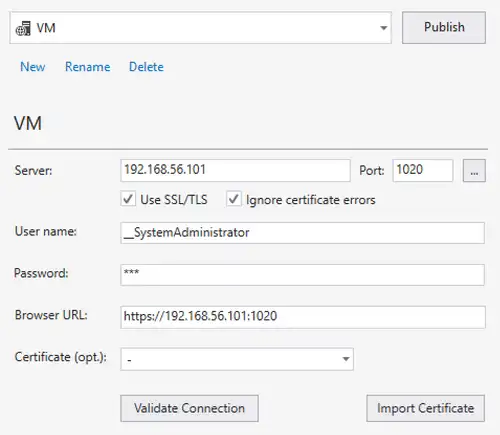 VM Publish
New Rename Delete
VM
Server: 192.168.56.101 Port: 1020 ...
Use SSL/TLS Ignore certificate errors
User name: __SystemAdministrator
Password: ***
Browser URL: https://192.168.56.101:1020
Certificate (opt.): -
Validate Connection Import Certificate